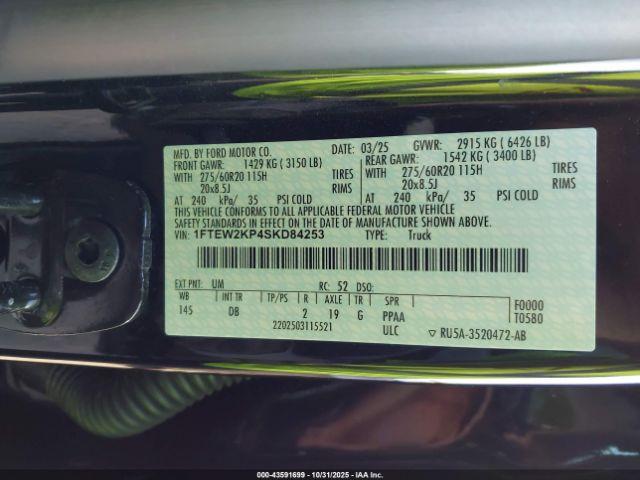 MFD. BY FORD MOTOR CO. DATE: 03/25 GVWR: 2915 KG ( 6426 LB)
FRONT GAWR: 1429 KG ( 3150 LB) REAR GAWR: 1542 KG ( 3400 LB)
WITH 275/60R20 115H TIRES WITH 275/60R20 115H TIRES
20x8.5J RIMS 20x8.5J RIMS
AT 240 kPa/ 35 PSI COLD AT 240 kPa/ 35 PSI COLD
THIS VEHICLE CONFORMS TO ALL APPLICABLE FEDERAL MOTOR VEHICLE
SAFETY STANDARDS IN EFFECT ON THE DATE OF MANUFACTURE SHOWN ABOVE.
VIN: 1FTEW2KP4SKD84253 TYPE: Truck
EXT PNT: UM RC: 52 DSO:
WB INT TR TP/PS R AXLE TR SPR F0000
145 DB 2 19 G PPAA T0580
2202503115521 ULC ▽ RU5A-3520472-AB
000-43591699 - 10/31/2025 - IAA Inc.